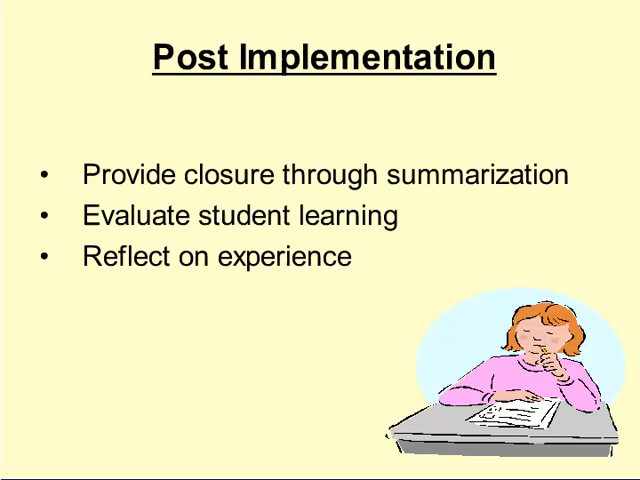 Post Implementation
• Provide closure through summarization
• Evaluate student learning
• Reflect on experience